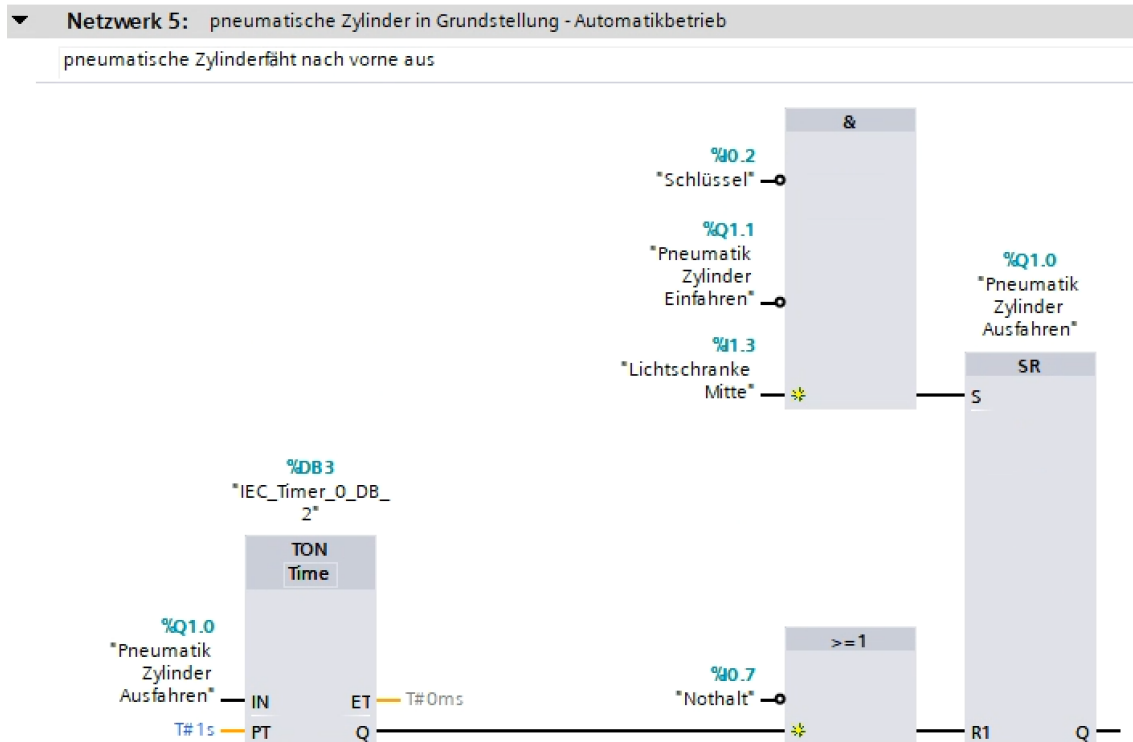 Netzwerk 5: pneumatische Zylinder in Grundstellung - Automatikbetrieb
pneumatische Zylinderfäht nach vorne aus
&
%I0.2
"Schlüssel"
%Q1.1
"Pneumatik
Zylinder
Einfahren"
%I1.3
"Lichtschranke
Mitte"
%Q1.0
"Pneumatik
Zylinder
Ausfahren"
SR
S
%DB3
"IEC_Timer_0_DB_
2"
TON
Time
%Q1.0
"Pneumatik
Zylinder
Ausfahren"
IN
ET
T#0ms
T#1s
PT
Q
>=1
%I0.7
"Nothalt"
R1
Q